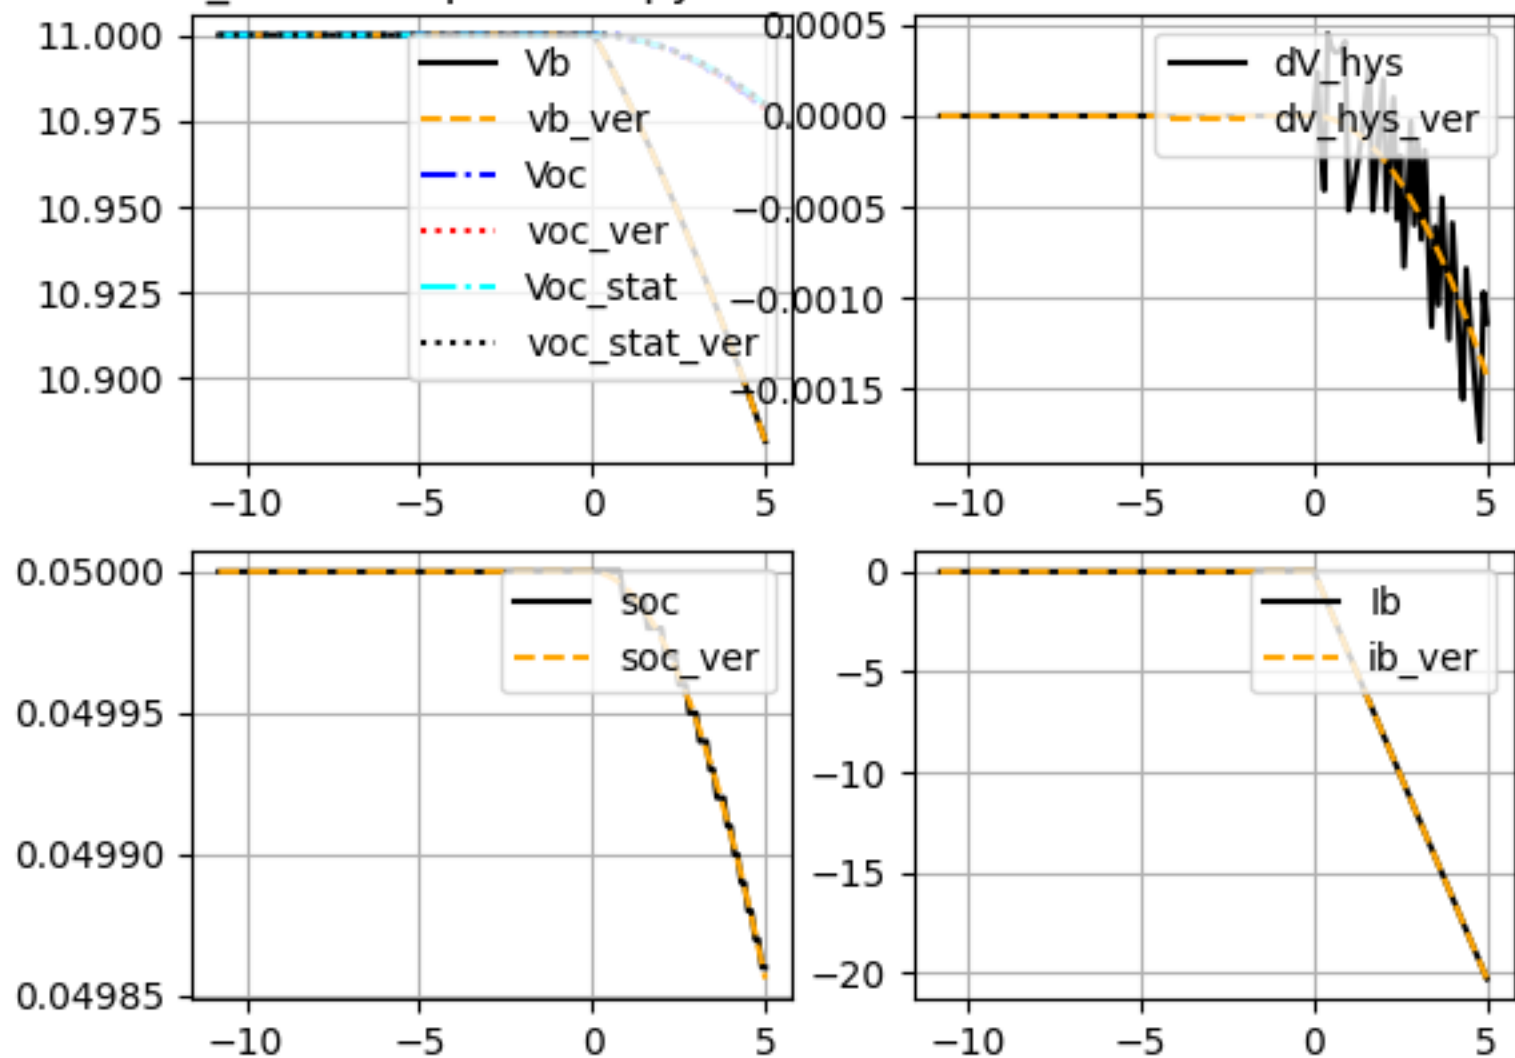 11.000
10.975
10.950
10.925
10.900
Vb
vb_ver
Voc
voc_ver
Voc_stat
voc_stat_ver
−10
−5
0
5
0.0005
0.0000
−0.0005
−0.0010
−0.0015
dV_hys
dv_hys_ver
−10
−5
0
5
0.05000
0.04995
0.04990
0.04985
soc
soc_ver
−10
−5
0
5
0
−5
−10
−15
−20
Ib
ib_ver
−10
−5
0
5